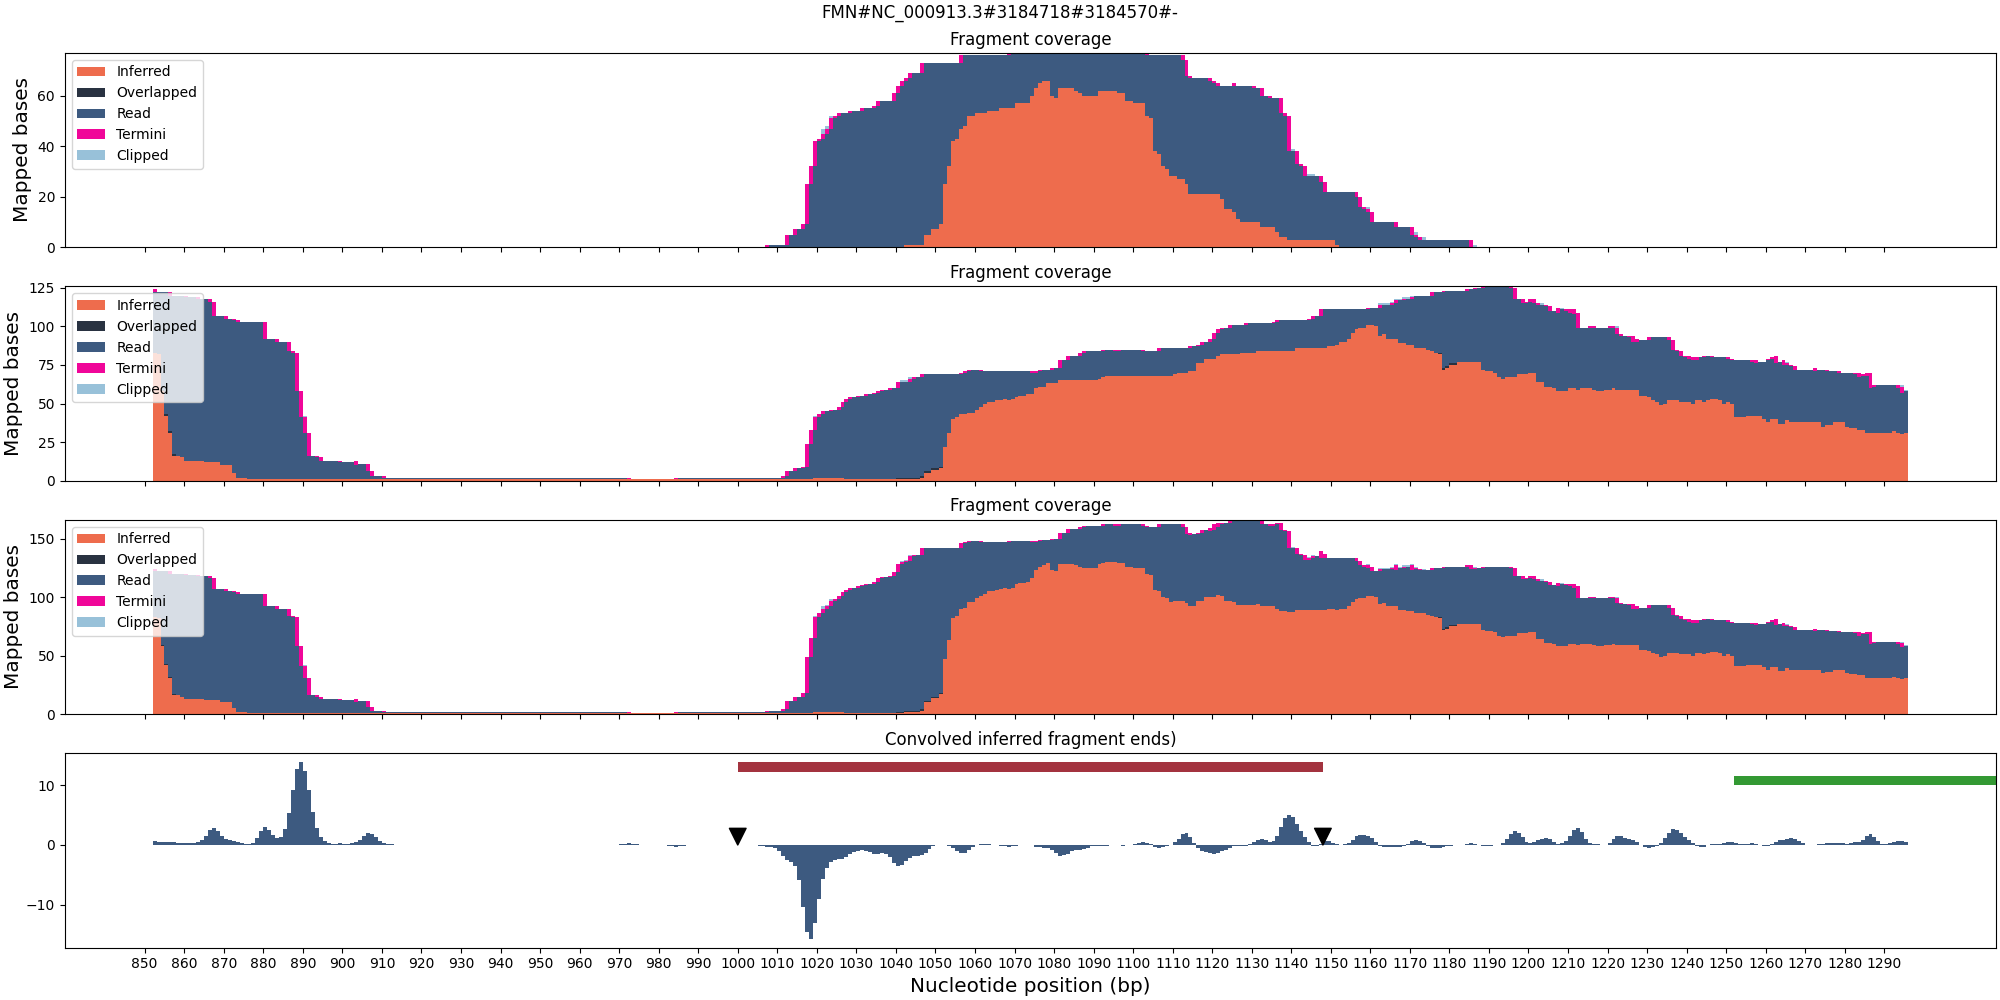 FMN#NC_000913.3#3184718#3184570#-
Fragment coverage
Mapped bases
60
40
20
0
Inferred
Overlapped
Read
Termini
Clipped
Fragment coverage
Mapped bases
125
100
75
50
25
0
Inferred
Overlapped
Read
Termini
Clipped
Fragment coverage
Mapped bases
150
100
50
0
Inferred
Overlapped
Read
Termini
Clipped
Convolved inferred fragment ends)
10
0
−10
850 860 870 880 890 900 910 920 930 940 950 960 970 980 990 1000 1010 1020 1030 1040 1050 1060 1070 1080 1090 1100 1110 1120 1130 1140 1150 1160 1170 1180 1190 1200 1210 1220 1230 1240 1250 1260 1270 1280 1290
Nucleotide position (bp)